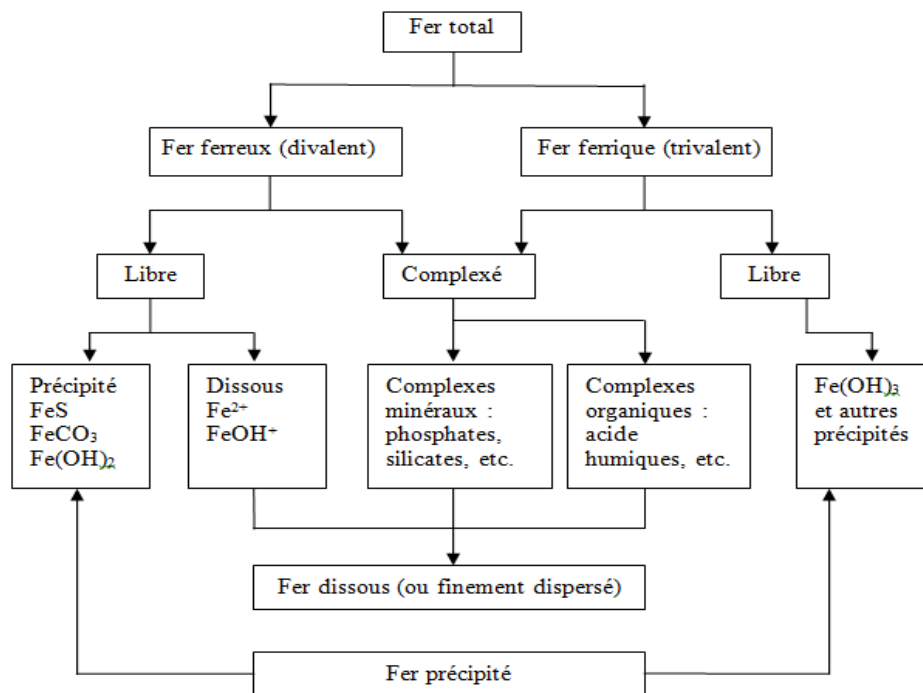 Fer total
Fer ferreux (divalent)
Fer ferrique (trivalent)
Libre
Complexé
Libre
Précipité
FeS
FeCO₃
Fe(OH)₂
Dissous
Fe²⁺
FeOH⁺
Complexes
minéraux :
phosphates,
silicates, etc.
Complexes
organiques :
acide
humiques, etc.
Fe(OH)₃
et autres
précipités
Fer dissous (ou finement dispersé)
Fer précipité